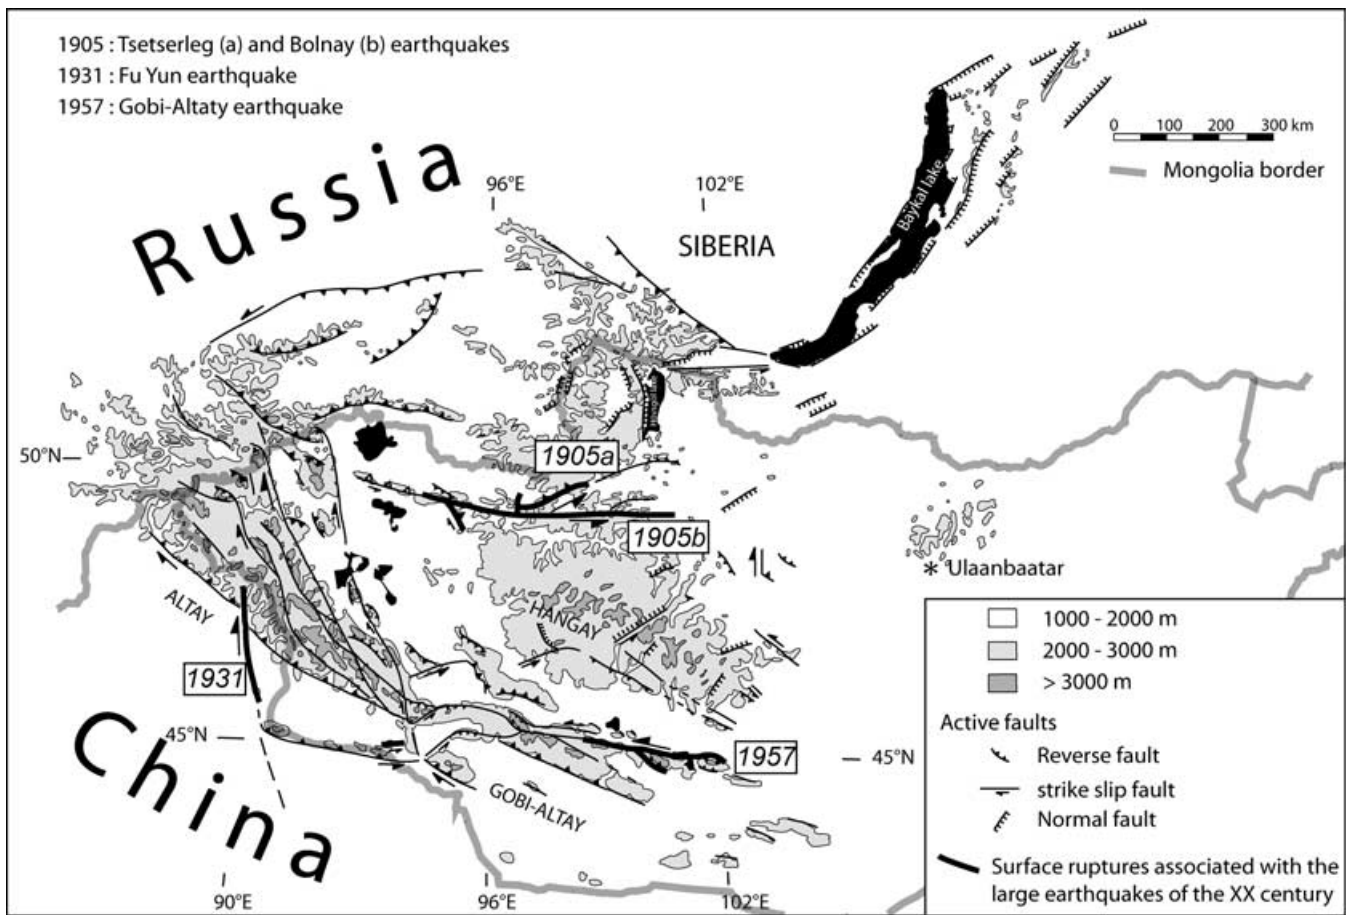 1905 : Tsetserleg (a) and Bolnay (b) earthquakes
1931 : Fu Yun earthquake
1957 : Gobi-Altaty earthquake
0 100 200 300 km
Mongolia border
Russia
96°E
102°E
SIBERIA
Baykal lake
50°N
1905a
1905b
* Ulaanbaatar
ALTAY
HANGAY
1931
China
45°N
1957
45°N
GOBI-ALTAY
90°E
96°E
102°E
1000 - 2000 m
2000 - 3000 m
> 3000 m
Active faults
Reverse fault
strike slip fault
Normal fault
Surface ruptures associated with the
large earthquakes of the XX century